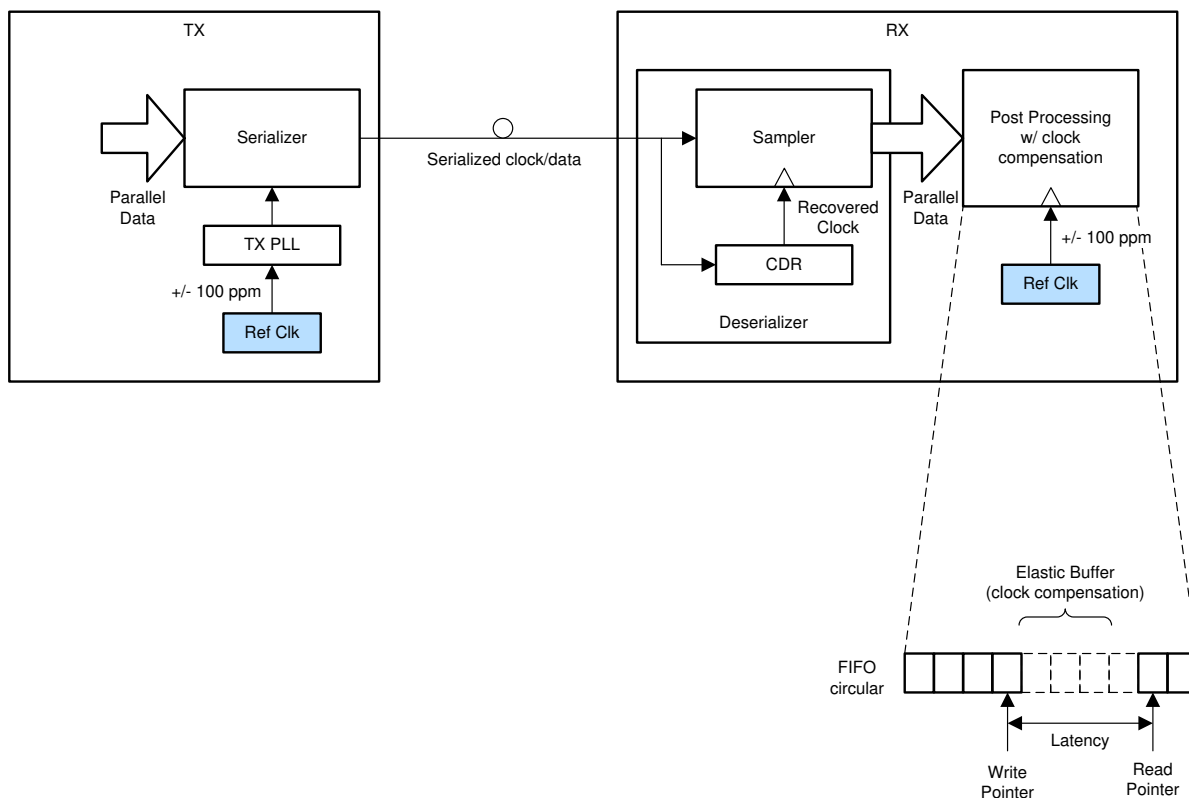 TX
Serializer
Parallel
Data
TX PLL
+/- 100 ppm
Ref Clk
Serialized clock/data
RX
Sampler
Recovered
Clock
CDR
Deserializer
Parallel
Data
Post Processing
w/ clock
compensation
+/- 100 ppm
Ref Clk
Elastic Buffer
(clock compensation)
FIFO
circular
Latency
Write
Pointer
Read
Pointer